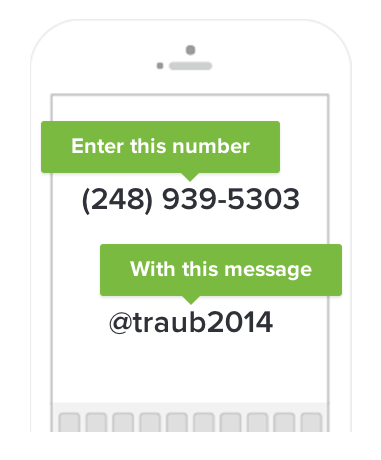 Enter this number
(248) 939-5303
With this message
@traub2014